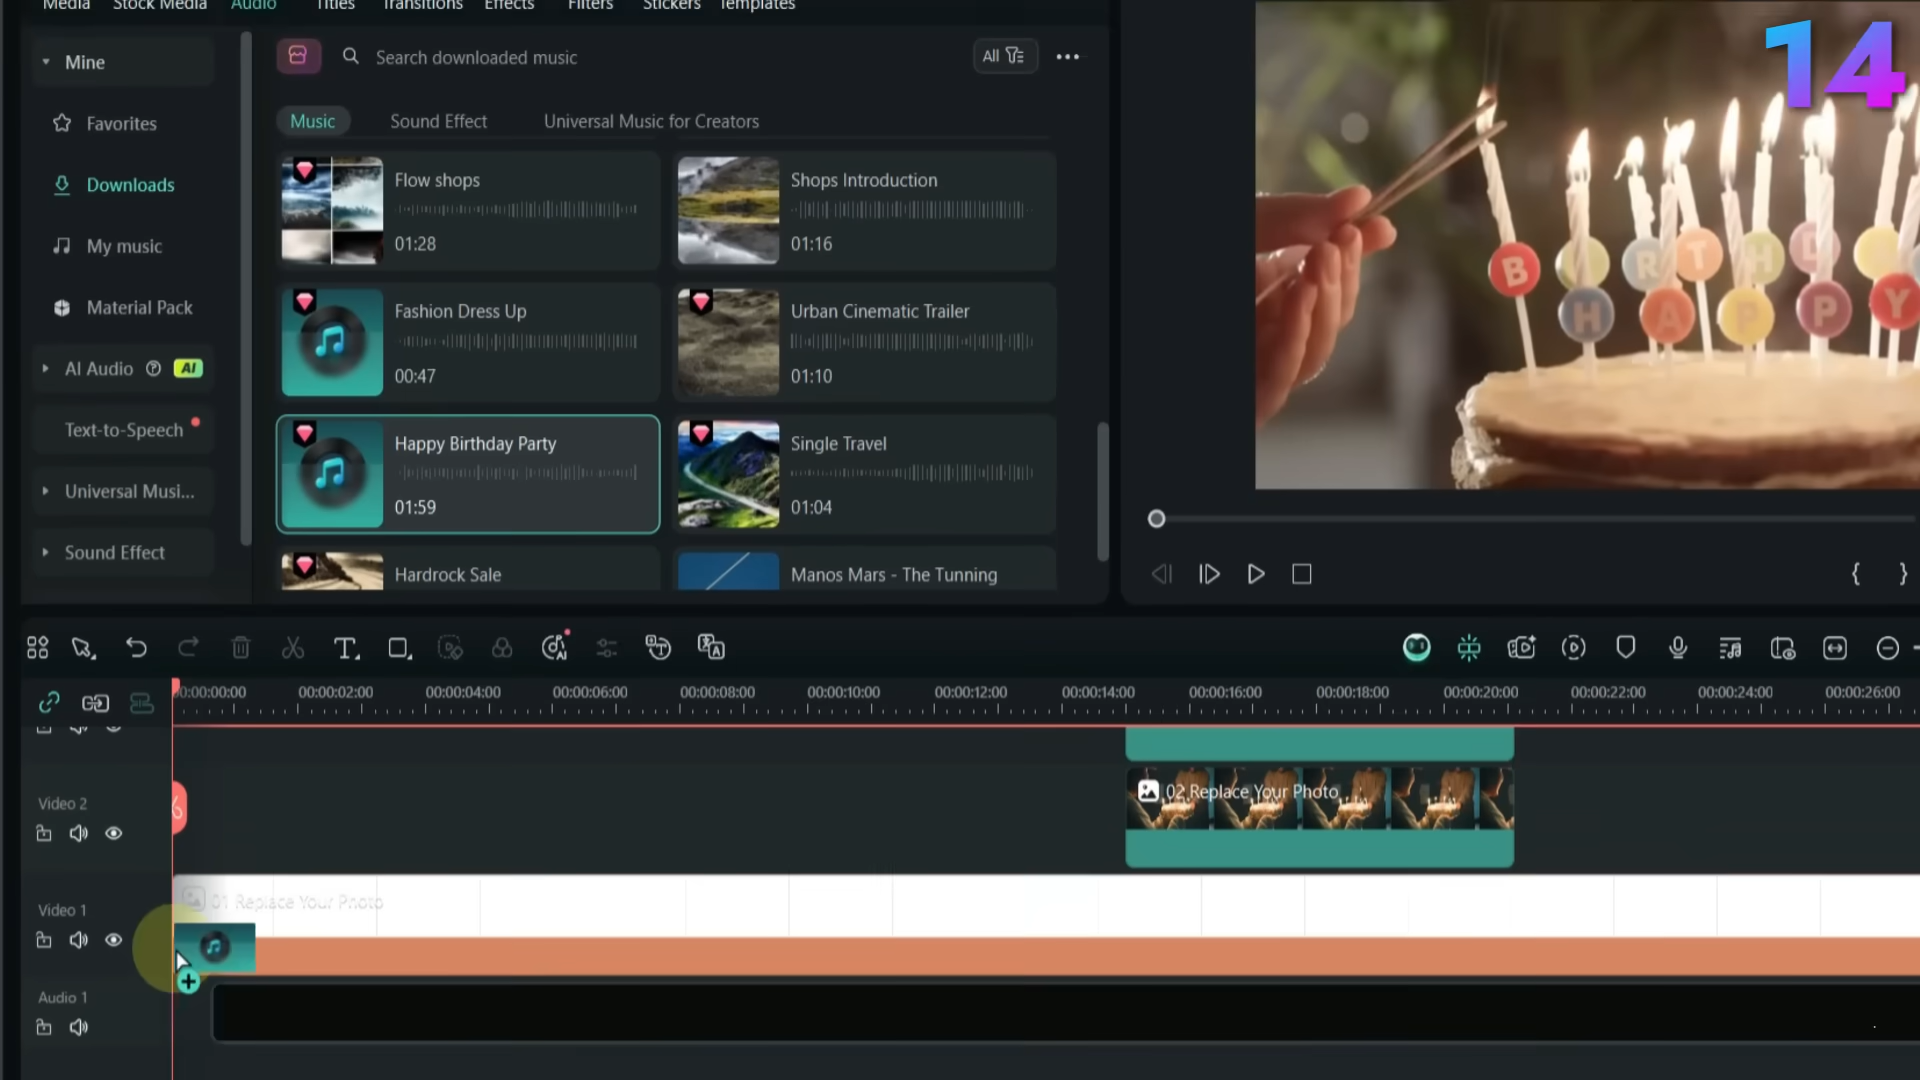 Media Stock Media Audio Titles Transitions Effects Filters Stickers Templates
14
Mine
Search downloaded music
All
Favorites
Music Sound Effect Universal Music for Creators
Downloads
Flow shops
01:28
Shops Introduction
01:16
My music
Material Pack
Fashion Dress Up
00:47
Urban Cinematic Trailer
01:10
AI Audio AI
Text-to-Speech
Happy Birthday Party
01:59
Single Travel
01:04
Universal Musi...
Sound Effect
Hardrock Sale
Manos Mars - The Tunning
BIRTHD
HAPPY
{ }
00:00:00:00 00:00:02:00 00:00:04:00 00:00:06:00 00:00:08:00 00:00:10:00 00:00:12:00 00:00:14:00 00:00:16:00 00:00:18:00 00:00:20:00 00:00:22:00 00:00:24:00 00:00:26:00
Video 2
02 Replace Your Photo
01 Replace Your Photo
Video 1
Audio 1